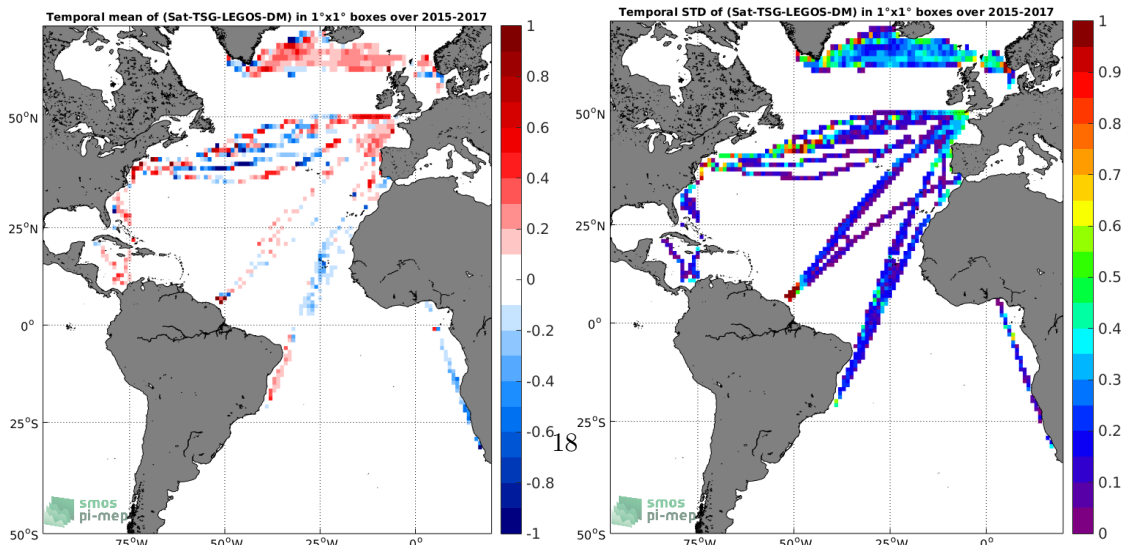 Temporal mean of (Sat-TSG-LEGOS-DM) in 1°x1° boxes over 2015-2017
50°N
25°N
0°
25°S
50°S
75°W
50°W
25°W
0°
1
0.8
0.6
0.4
0.2
0
-0.2
-0.4
-0.6
-0.8
-1
smos
pi-mep
18
Temporal STD of (Sat-TSG-LEGOS-DM) in 1°x1° boxes over 2015-2017
50°N
25°N
0°
25°S
50°S
75°W
50°W
25°W
0°
1
0.9
0.8
0.7
0.6
0.5
0.4
0.3
0.2
0.1
0
smos
pi-mep